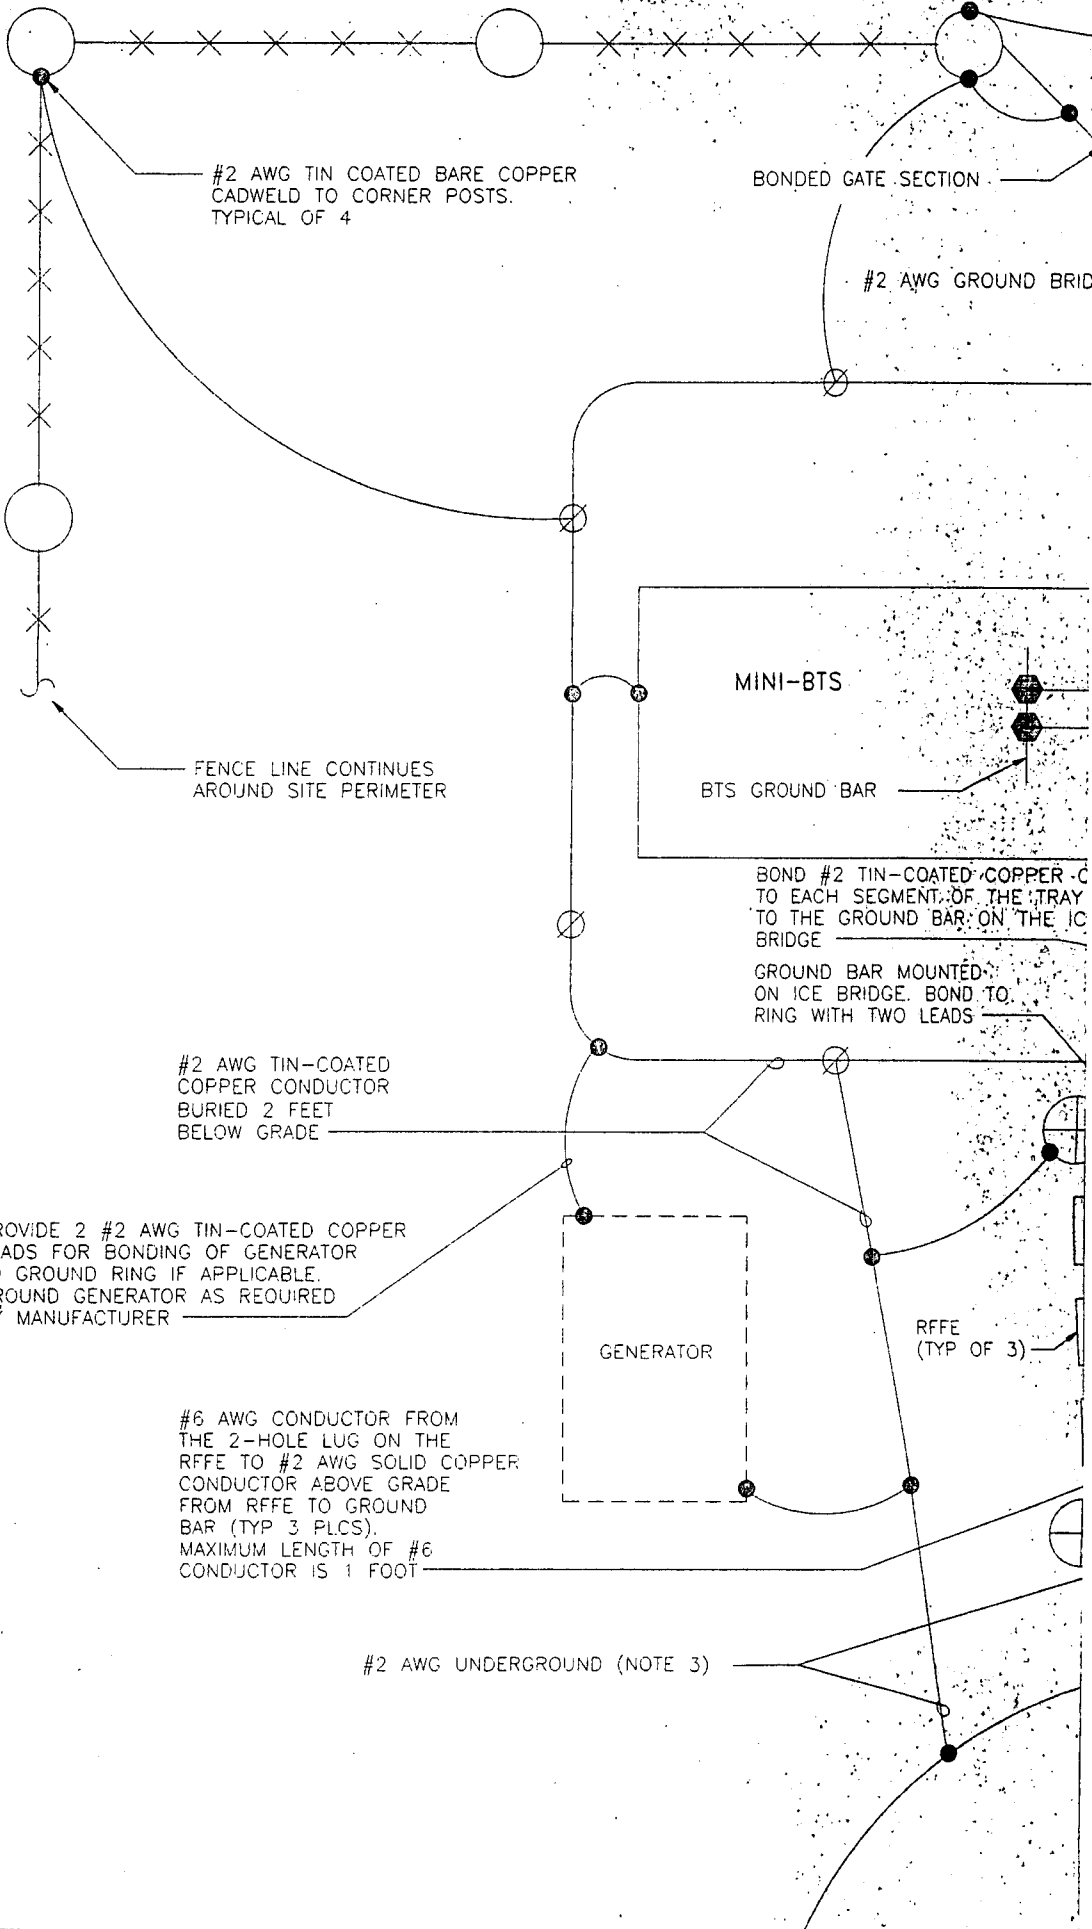 #2 AWG TIN COATED BARE COPPER
CADWELD TO CORNER POSTS.
TYPICAL OF 4
BONDED GATE SECTION
#2 AWG GROUND BRID
MINI-BTS
FENCE LINE CONTINUES
AROUND SITE PERIMETER
BTS GROUND BAR
BOND #2 TIN-COATED COPPER C
TO EACH SEGMENT OF THE TRAY
TO THE GROUND BAR ON THE IC
BRIDGE
GROUND BAR MOUNTED
ON ICE BRIDGE. BOND TO
RING WITH TWO LEADS
#2 AWG TIN-COATED
COPPER CONDUCTOR
BURIED 2 FEET
BELOW GRADE
ROVIDE 2 #2 AWG TIN-COATED COPPER
ADS FOR BONDING OF GENERATOR
GROUND RING IF APPLICABLE.
ROUND GENERATOR AS REQUIRED
MANUFACTURER
RFFE
(TYP OF 3)
GENERATOR
#6 AWG CONDUCTOR FROM
THE 2-HOLE LUG ON THE
RFFE TO #2 AWG SOLID COPPER
CONDUCTOR ABOVE GRADE
FROM RFFE TO GROUND
BAR (TYP 3 PLCS).
MAXIMUM LENGTH OF #6
CONDUCTOR IS 1 FOOT
#2 AWG UNDERGROUND (NOTE 3)